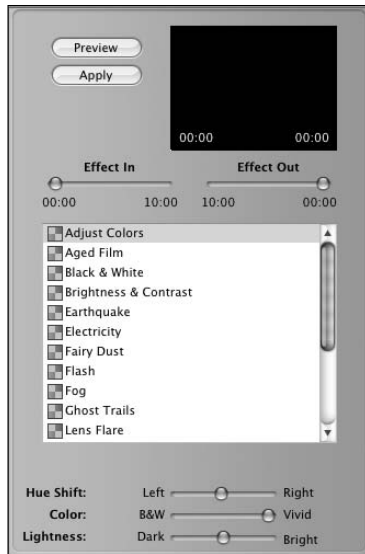 Preview
Apply
00:00 00:00
Effect In Effect Out
00:00 10:00 10:00 00:00
Adjust Colors
Aged Film
Black & White
Brightness & Contrast
Earthquake
Electricity
Fairy Dust
Flash
Fog
Ghost Trails
Lens Flare
Hue Shift: Left Right
Color: B&W Vivid
Lightness: Dark Bright